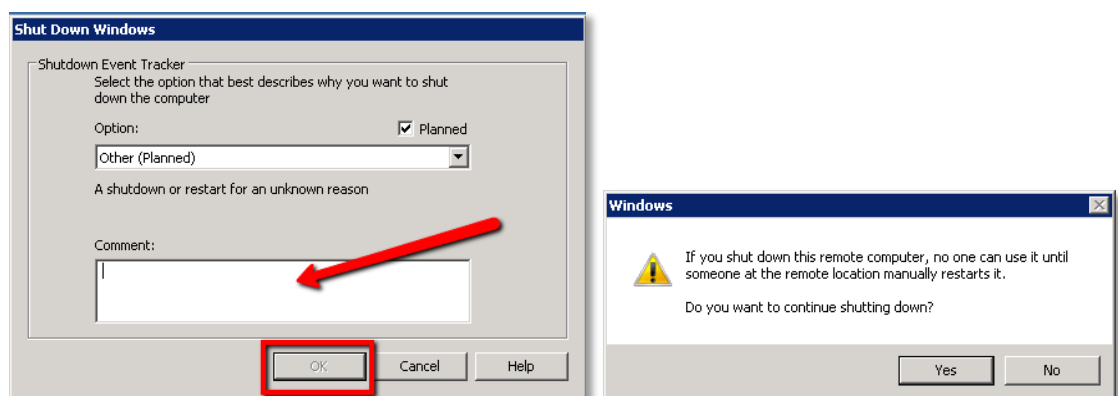 Shut Down Windows
Shutdown Event Tracker
Select the option that best describes why you want to shut
down the computer
Option:
Planned
Other (Planned)
A shutdown or restart for an unknown reason
Comment:
OK
Cancel
Help
Windows
If you shut down this remote computer, no one can use it until
someone at the remote location manually restarts it.
Do you want to continue shutting down?
Yes
No